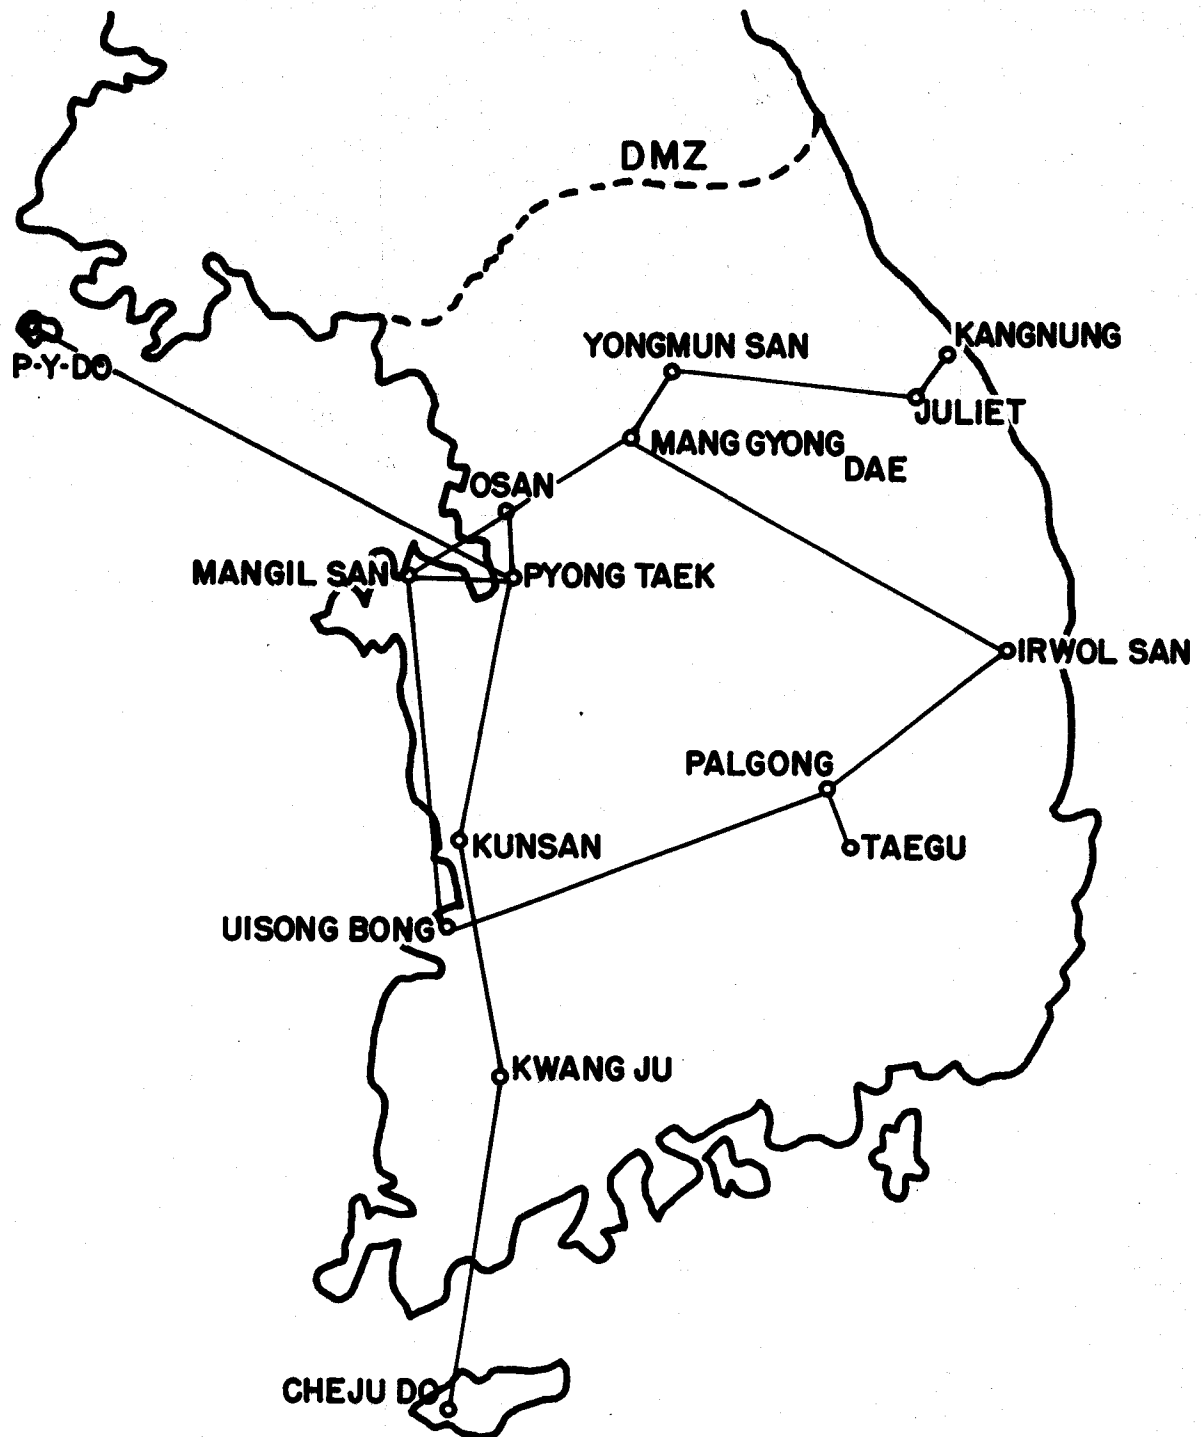 DMZ
KANGNUNG
YONGMUN SAN
P-Y-DO
JULIET
MANG GYONG
DAE
OSAN
MANGIL SAN
PYONG TAEK
IRWOL SAN
PALGONG
KUNSAN
TAEGU
UISONG BONG
KWANG JU
CHEJU DO